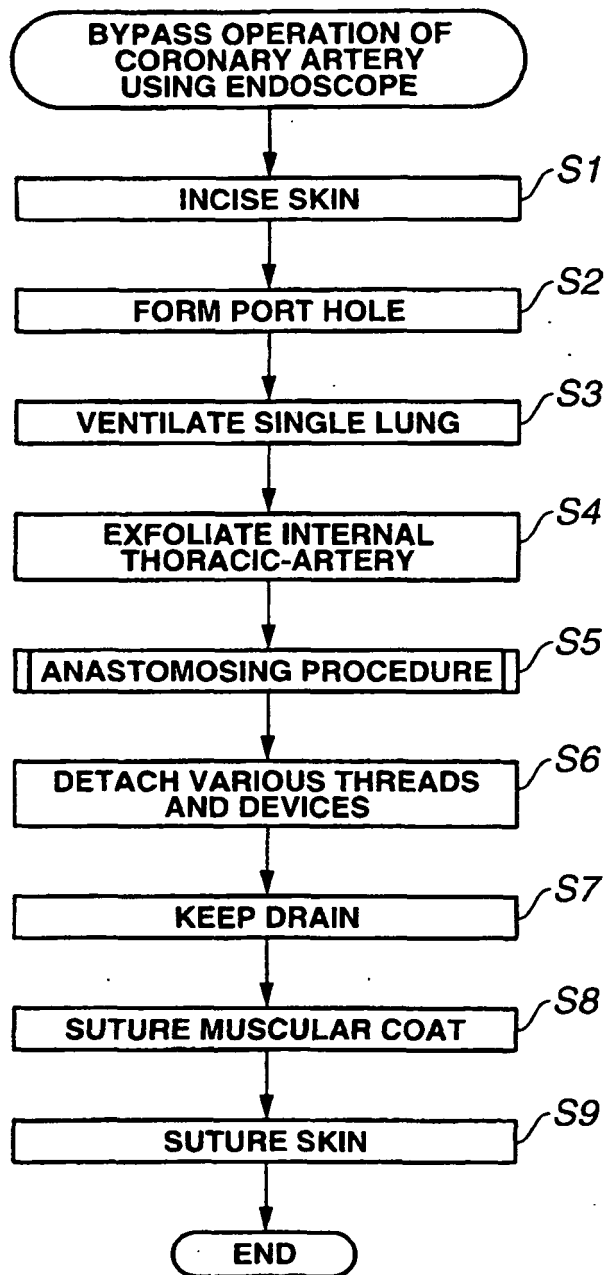 BYPASS OPERATION OF
CORONARY ARTERY
USING ENDOSCOPE
S1
INCISE SKIN
S2
FORM PORT HOLE
S3
VENTILATE SINGLE LUNG
S4
EXFOLIATE INTERNAL
THORACIC-ARTERY
S5
ANASTOMOSING PROCEDURE
S6
DETACH VARIOUS THREADS
AND DEVICES
S7
KEEP DRAIN
S8
SUTURE MUSCULAR COAT
S9
SUTURE SKIN
END